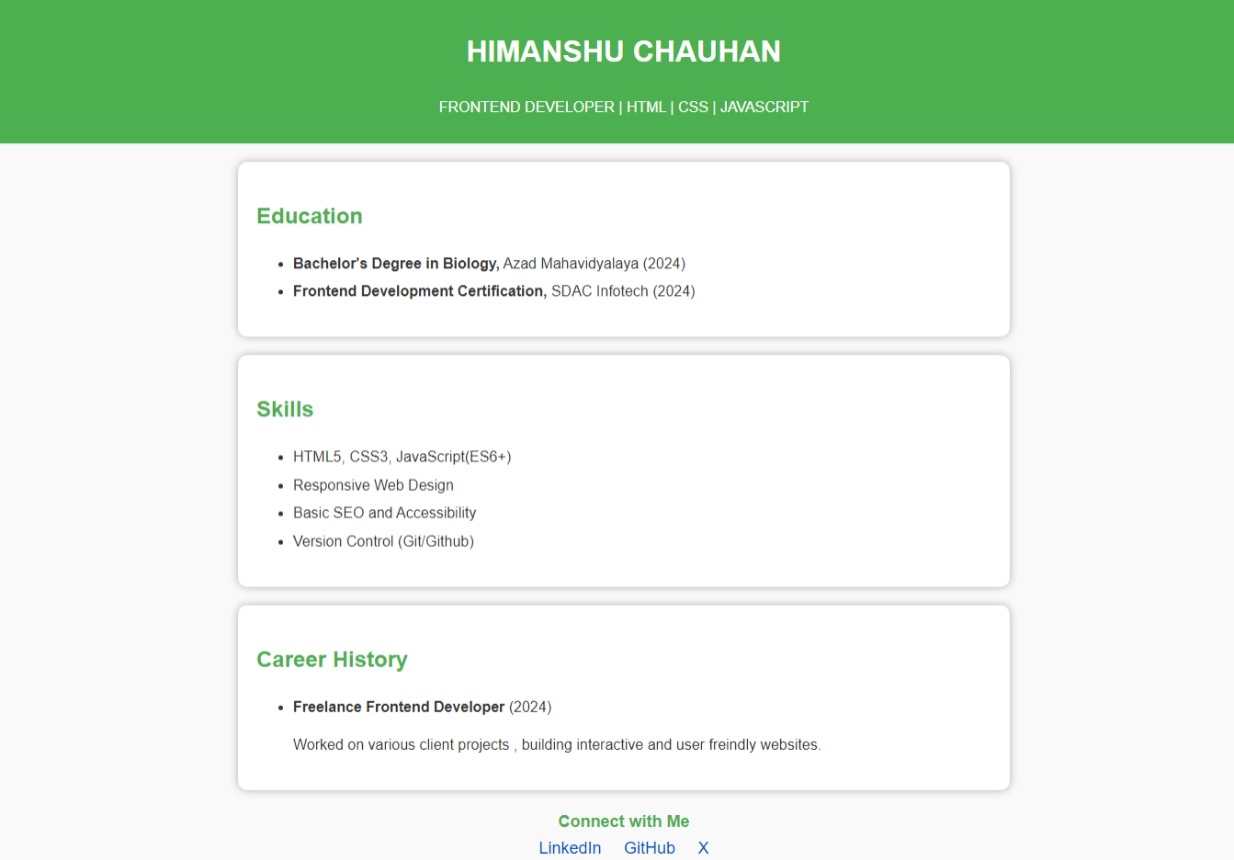 HIMANSHU CHAUHAN
FRONTEND DEVELOPER | HTML | CSS | JAVASCRIPT
Education
• Bachelor's Degree in Biology, Azad Mahavidyalaya (2024)
• Frontend Development Certification, SDAC Infotech (2024)
Skills
• HTML5, CSS3, JavaScript(ES6+)
• Responsive Web Design
• Basic SEO and Accessibility
• Version Control (Git/Github)
Career History
• Freelance Frontend Developer (2024)
Worked on various client projects , building interactive and user freindly websites.
Connect with Me
LinkedIn GitHub X